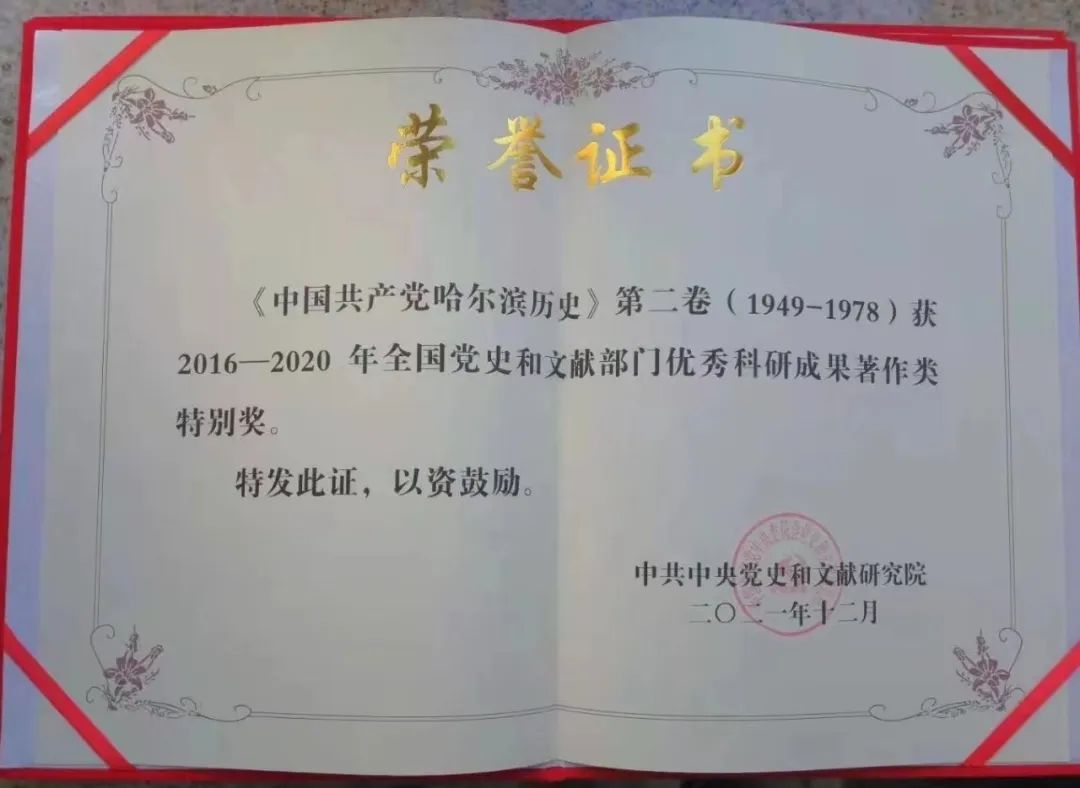 荣誉证书
《中国共产党哈尔滨历史》第二卷（1949-1978）获
2016—2020 年全国党史和文献部门优秀科研成果著作类
特别奖。
特发此证，以资鼓励。
中共中央党史和文献研究院
二〇二一年十二月